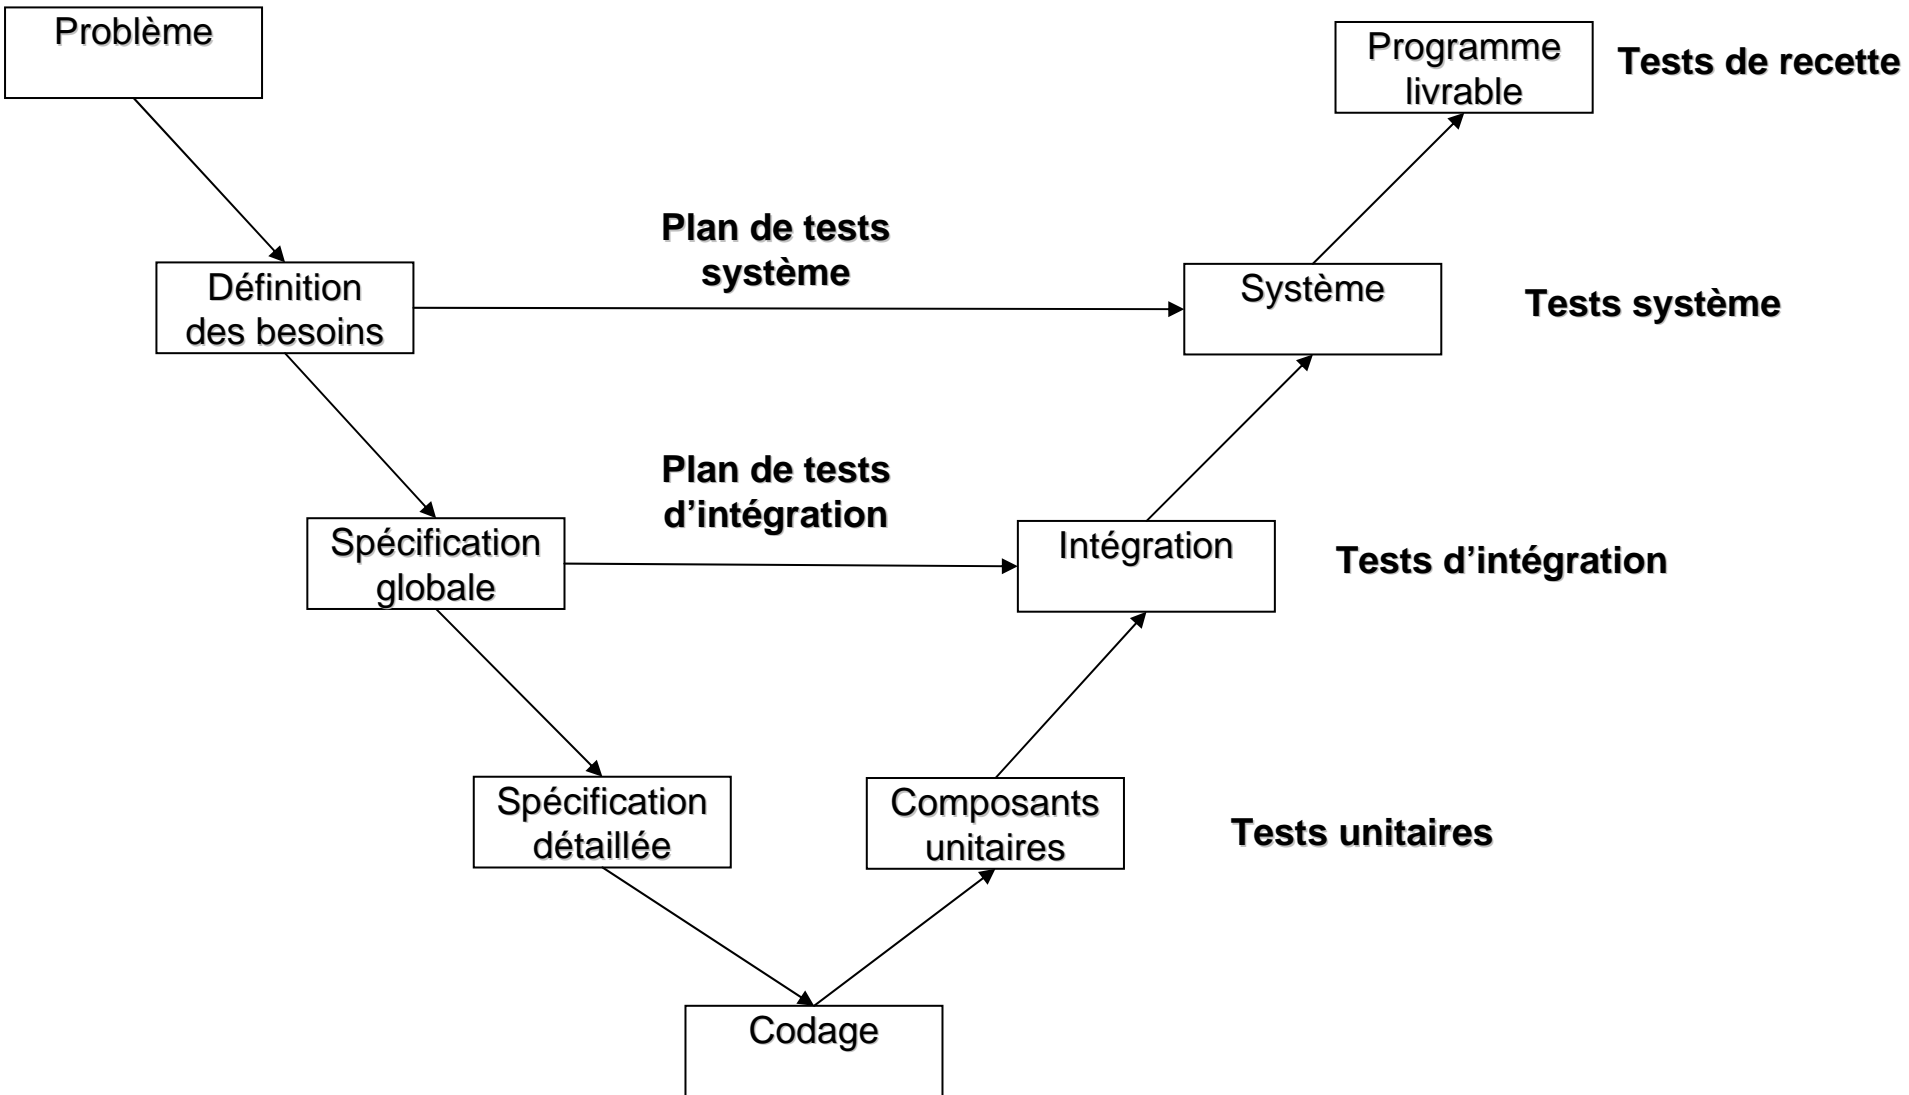 Problème
Programme
livrable
Tests de recette
Plan de tests
système
Définition
des besoins
Système
Tests système
Plan de tests
d’intégration
Spécification
globale
Intégration
Tests d’intégration
Spécification
détaillée
Composants
unitaires
Tests unitaires
Codage